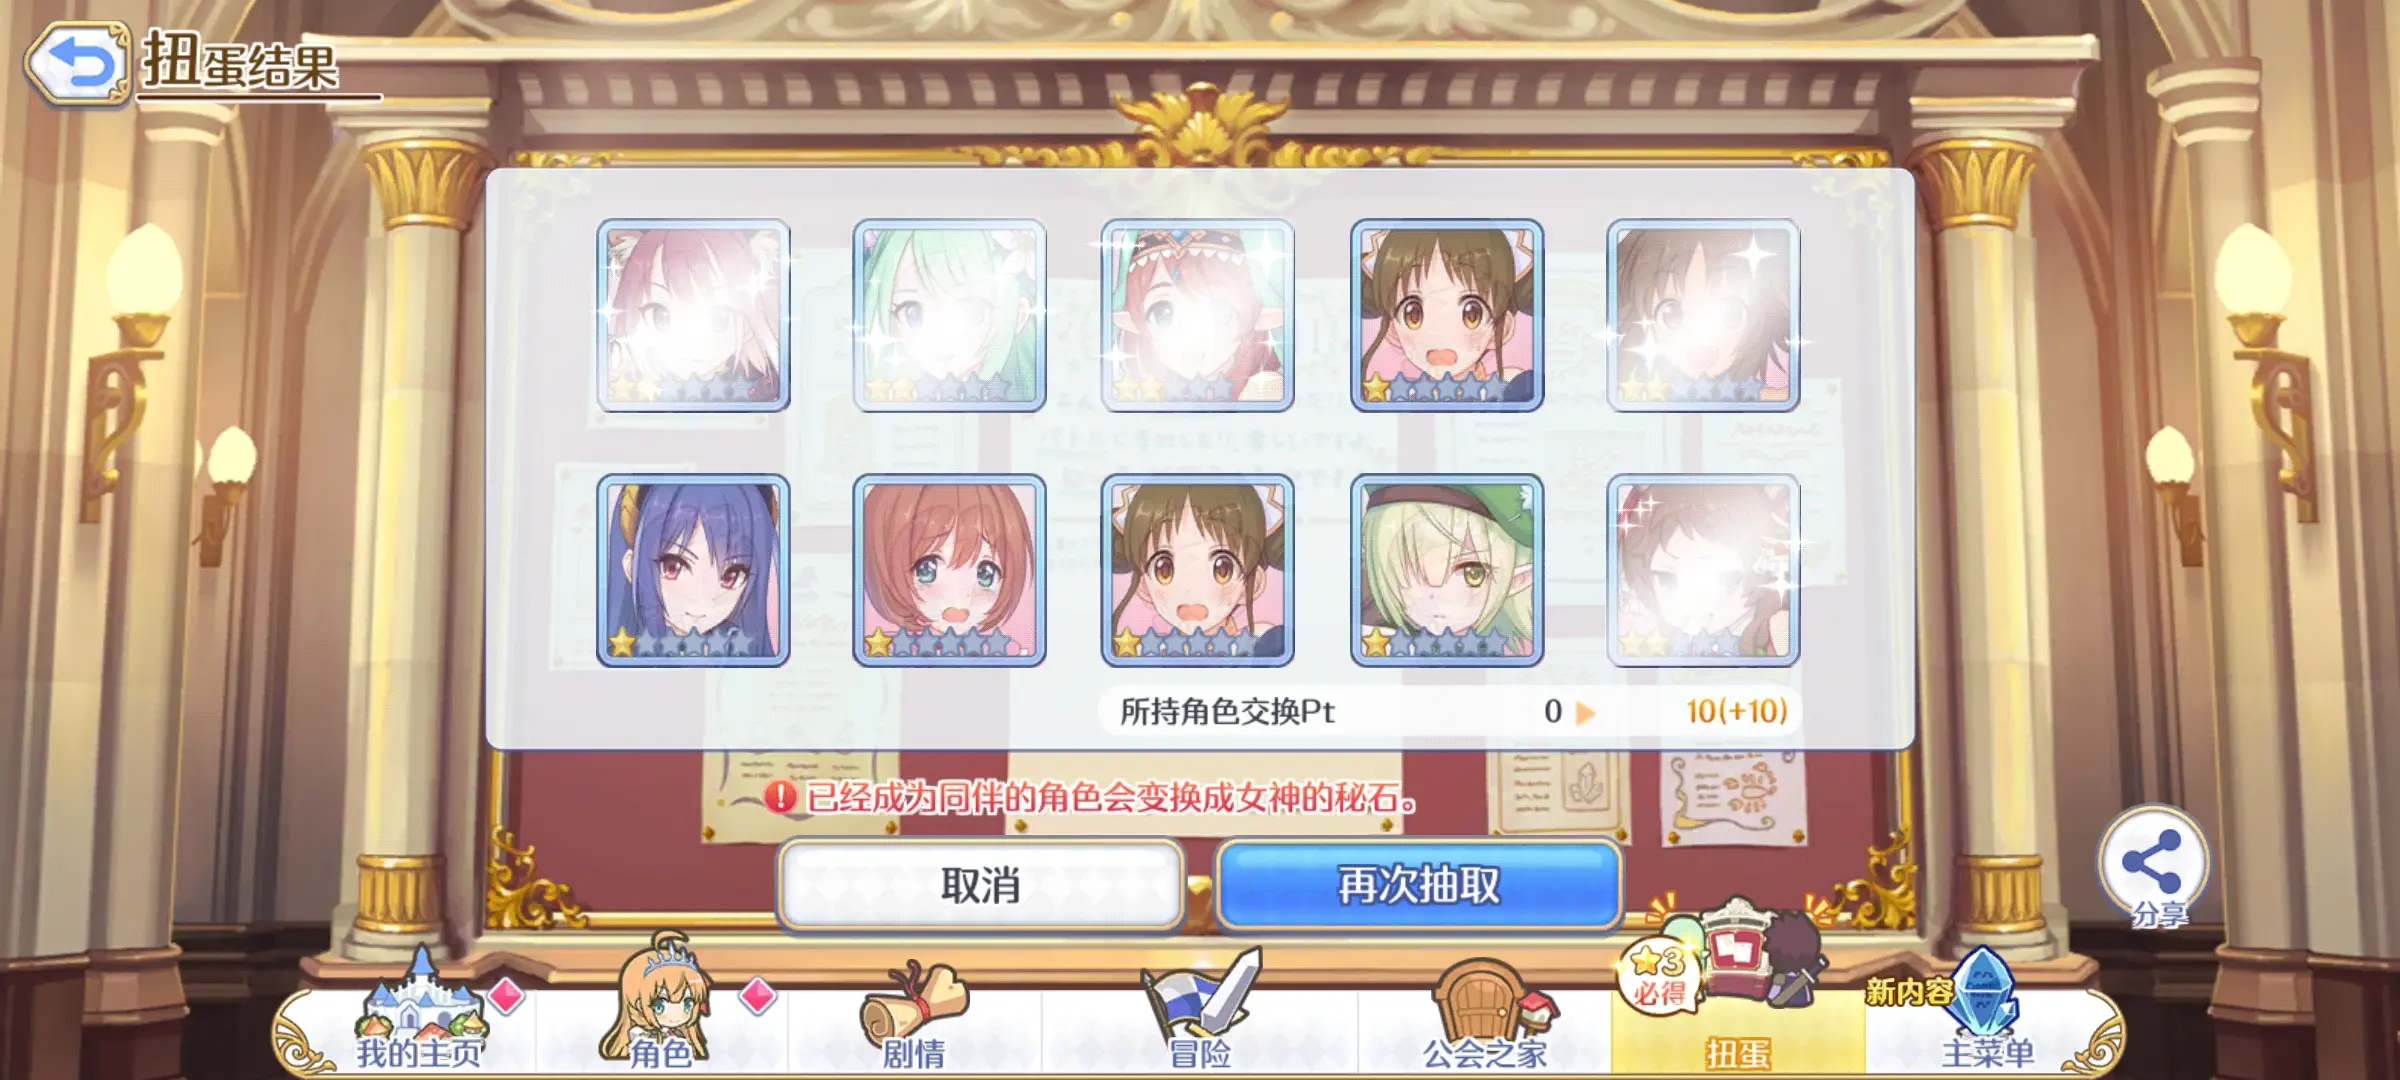 扭蛋结果
所持角色交换Pt 0 10(+10)
已经成为同伴的角色会变换成女神的秘石。
取消
再次抽取
分享
3
必得
新内容
我的主页
角色
剧情
冒险
公会之家
扭蛋
主菜单